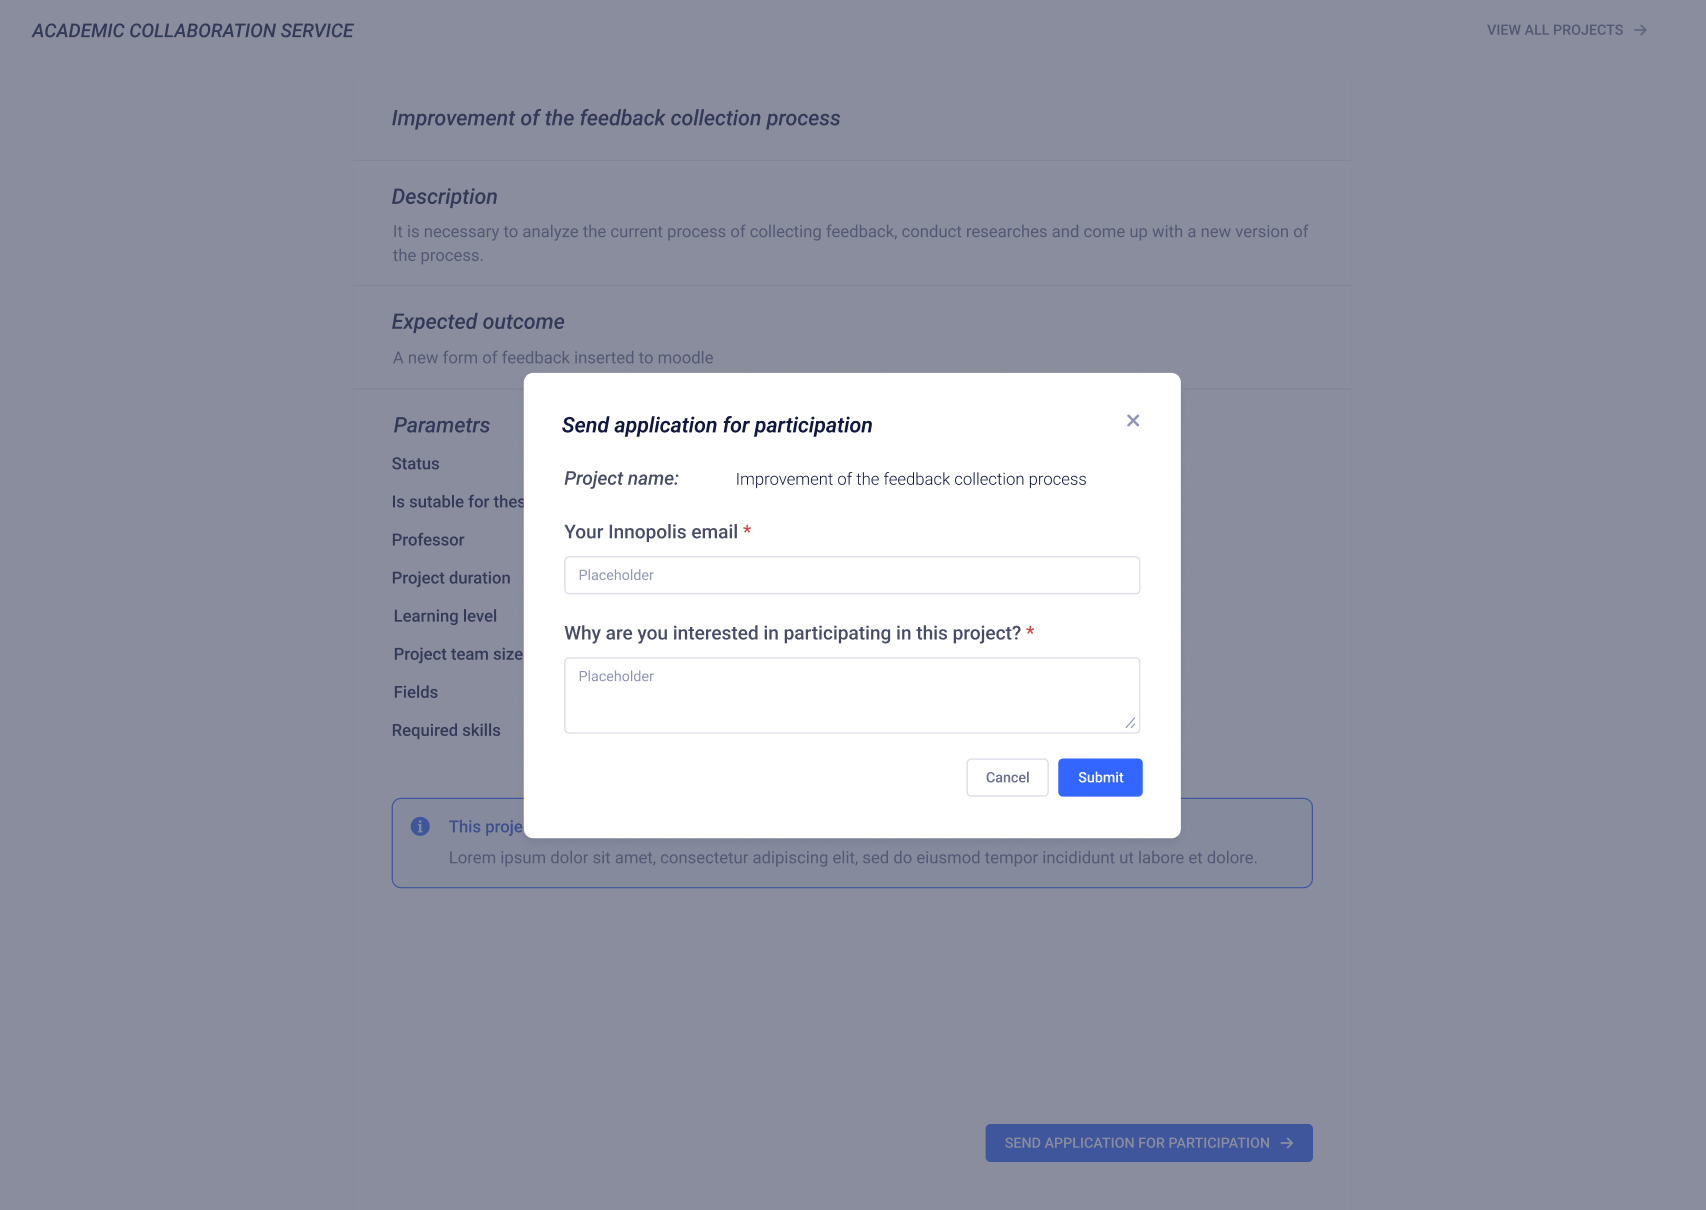 ACADEMIC COLLABORATION SERVICE
VIEW ALL PROJECTS
Improvement of the feedback collection process
Description
It is necessary to analyze the current process of collecting feedback, conduct researches and come up with a new version of
the process.
Expected outcome
A new form of feedback inserted to moodle
Parametrs
Status
Is sutable for thes
Professor
Project duration
Learning level
Project team size
Fields
Required skills
Send application for participation
Project name:
Improvement of the feedback collection process
Your Innopolis email *
Placeholder
Why are you interested in participating in this project? *
Placeholder
Cancel
Submit
This proje
Lorem ipsum dolor sit amet, consectetur adipiscing elit, sed do eiusmod tempor incididunt ut labore et dolore.
SEND APPLICATION FOR PARTICIPATION